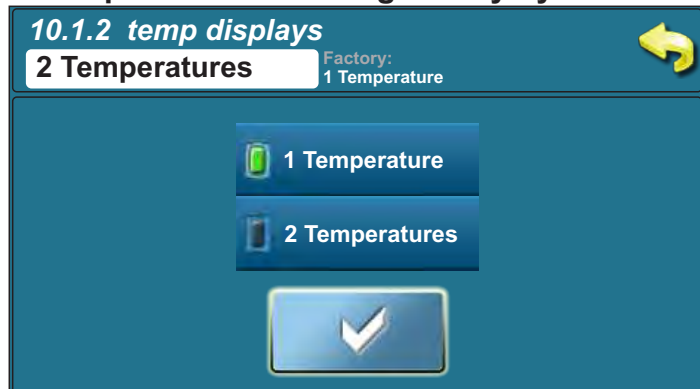 10.1.2 temp displays
2 Temperatures
Factory:
1 Temperature
1 Temperature
2 Temperatures